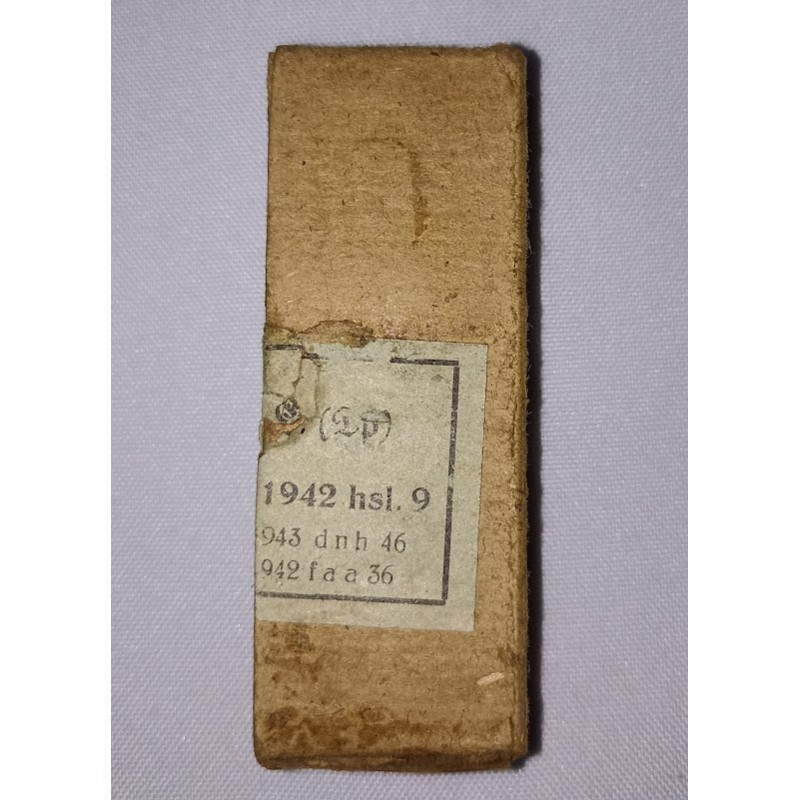 (Lp)
1942 hsl. 9
943 dnh 46
942 faa 36